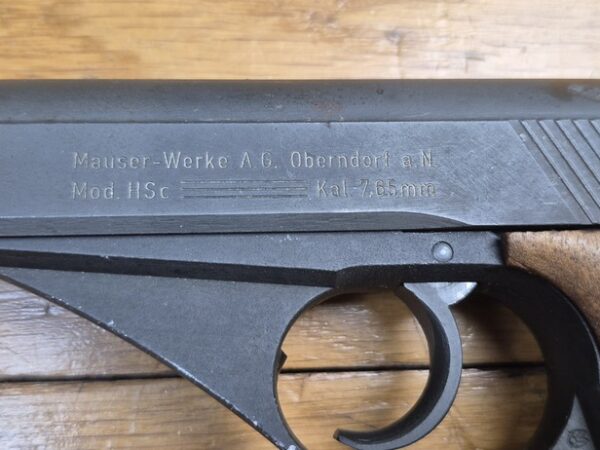 Mauser-Werke A.G. Oberndorf a.N.
Mod. HSc Kal. 7,65mm